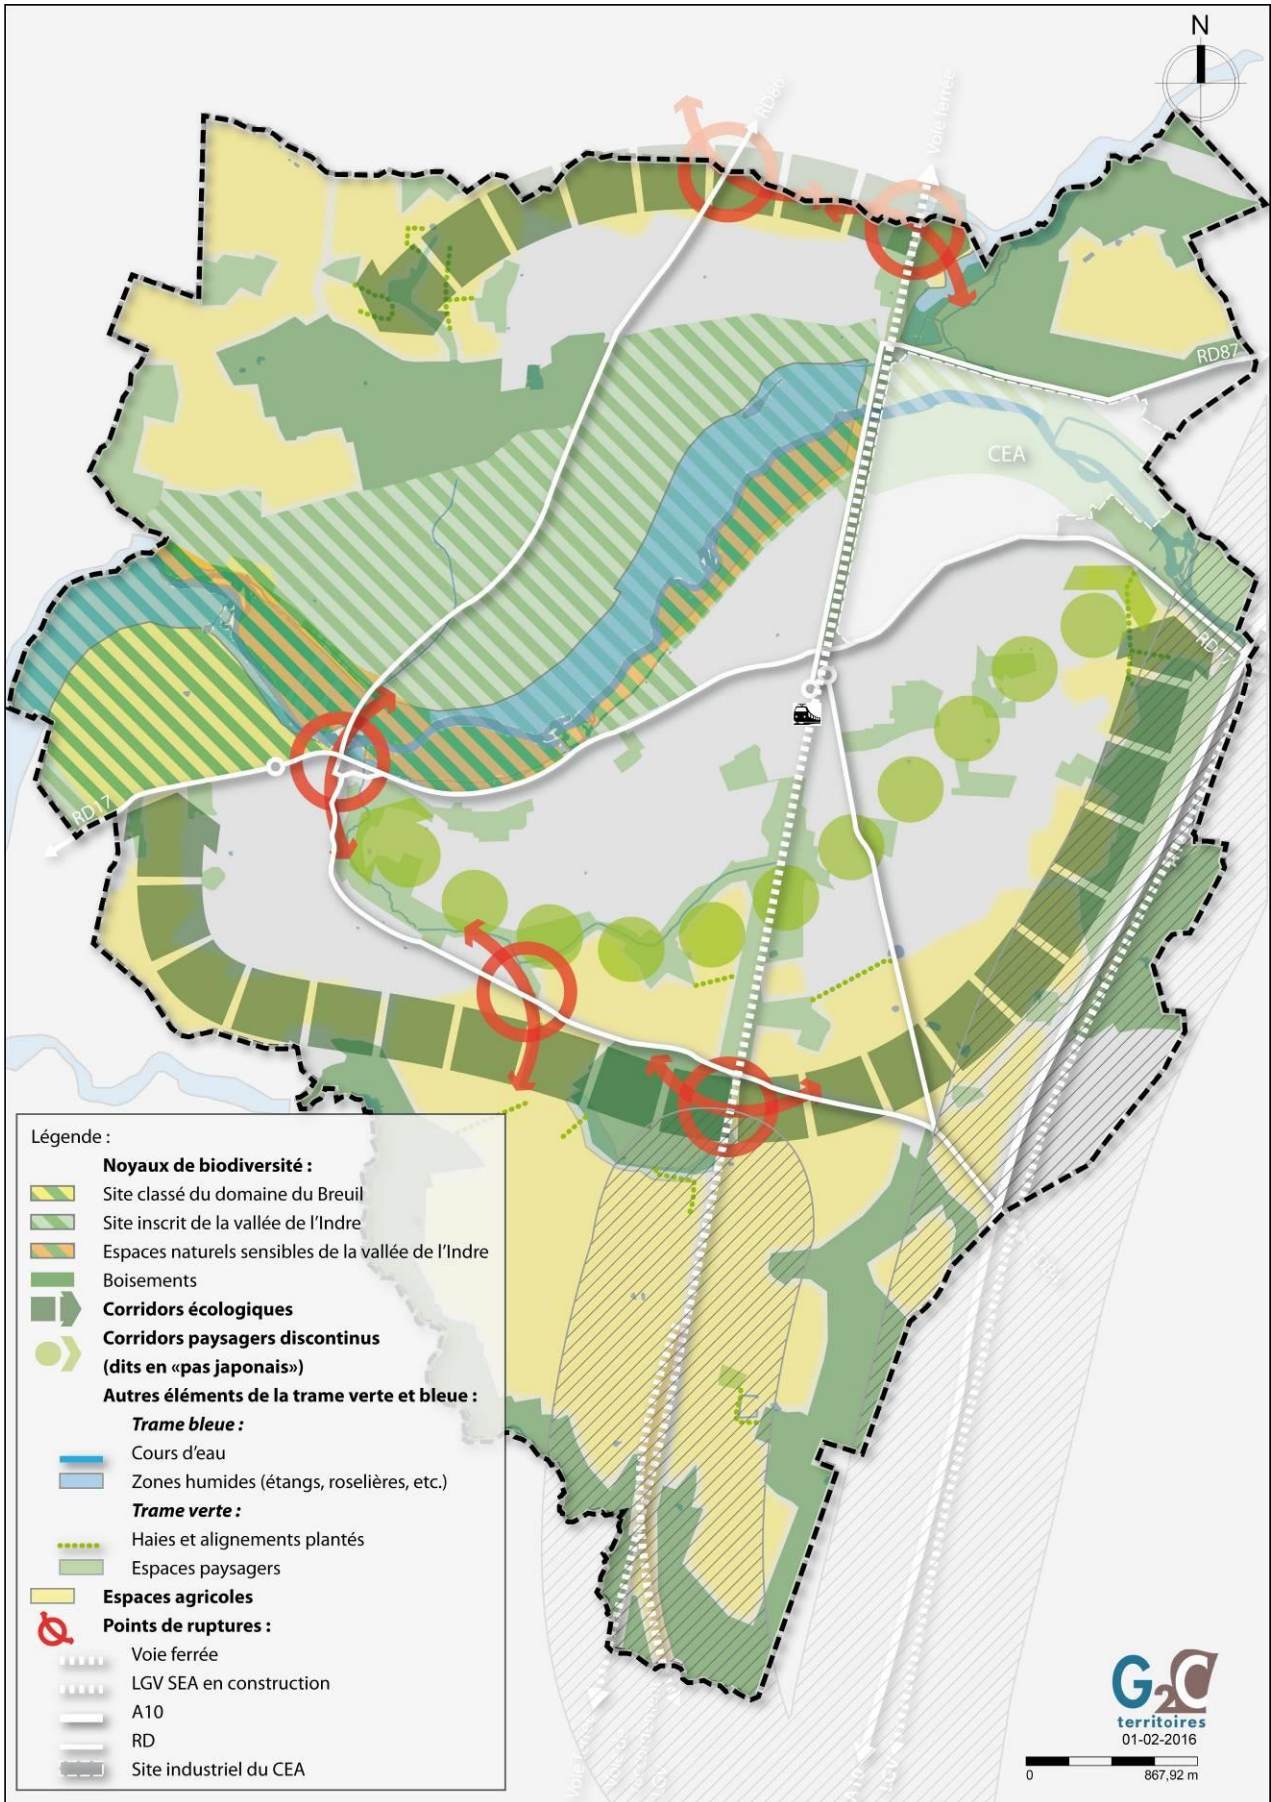 N
RD86
Voie ferrée
RD87
CEA
RD17
RD17
Légende :
Noyaux de biodiversité :
Site classé du domaine du Breuil
Site inscrit de la vallée de l'Indre
Espaces naturels sensibles de la vallée de l'Indre
Boisements
Corridors écologiques
Corridors paysagers discontinus
(dits en «pas japonais»)
Autres éléments de la trame verte et bleue :
Trame bleue :
Cours d'eau
Zones humides (étangs, roselières, etc.)
Trame verte :
Haies et alignement plantés
Espaces paysagers
Espaces agricoles
Points de ruptures :
Voie ferrée
LGV SEA en construction
A10
RD
Site industriel du CEA
A10
LGV
G2C
territoires
01-02-2016
0 867,92 m